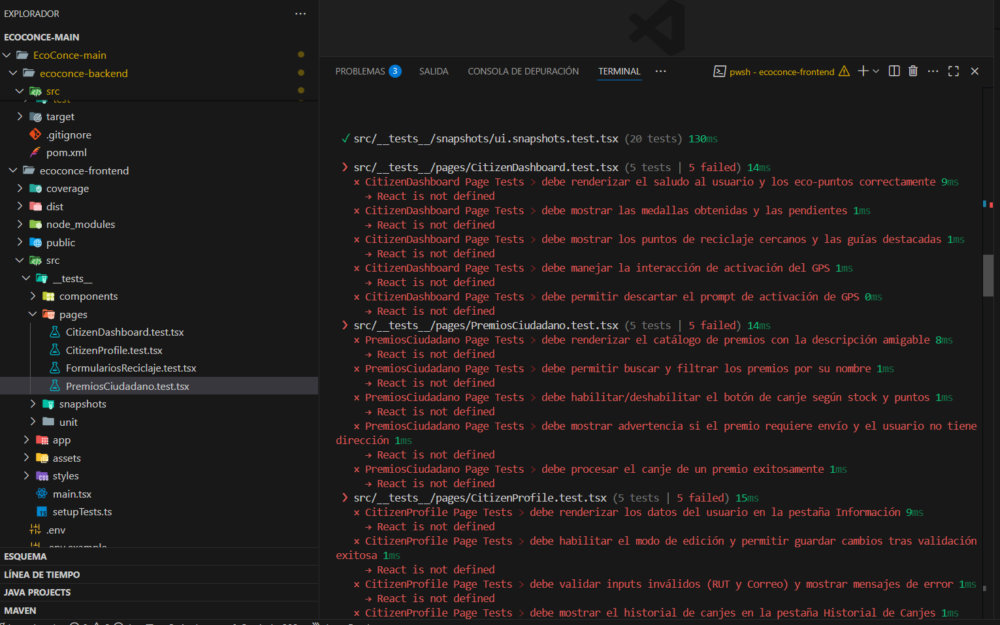 EXPLORADOR
ECOCONCE-MAIN
EcoConce-main
ecoconce-backend
src
test
target
.gitignore
pom.xml
ecoconce-frontend
coverage
dist
node_modules
public
src
__tests__
components
pages
CitizenDashboard.test.tsx
CitizenProfile.test.tsx
FormulariosReciclaje.test.tsx
PremiosCiudadano.test.tsx
snapshots
unit
app
assets
styles
main.tsx
setupTests.ts
.env
.env.example
ESQUEMA
LÍNEA DE TIEMPO
JAVA PROJECTS
MAVEN
PROBLEMAS 3 SALIDA CONSOLA DE DEPURACIÓN TERMINAL ··· pwsh - ecoconce-frontend
✓ src/__tests__/snapshots/ui.snapshots.test.tsx (20 tests) 130ms
❯ src/__tests__/pages/CitizenDashboard.test.tsx (5 tests | 5 failed) 14ms
× CitizenDashboard Page Tests > debe renderizar el saludo al usuario y los eco-puntos correctamente 9ms
→ React is not defined
× CitizenDashboard Page Tests > debe mostrar las medallas obtenidas y las pendientes 1ms
→ React is not defined
× CitizenDashboard Page Tests > debe mostrar los puntos de reciclaje cercanos y las guías destacadas 1ms
→ React is not defined
× CitizenDashboard Page Tests > debe manejar la interacción de activación del GPS 1ms
→ React is not defined
× CitizenDashboard Page Tests > debe permitir descartar el prompt de activación de GPS 0ms
→ React is not defined
❯ src/__tests__/pages/PremiosCiudadano.test.tsx (5 tests | 5 failed) 14ms
× PremiosCiudadano Page Tests > debe renderizar el catálogo de premios con la descripción amigable 8ms
→ React is not defined
× PremiosCiudadano Page Tests > debe permitir buscar y filtrar los premios por su nombre 1ms
→ React is not defined
× PremiosCiudadano Page Tests > debe habilitar/deshabilitar el botón de canje según stock y puntos 1ms
→ React is not defined
× PremiosCiudadano Page Tests > debe mostrar advertencia si el premio requiere envío y el usuario no tiene
dirección 1ms
→ React is not defined
× PremiosCiudadano Page Tests > debe procesar el canje de un premio exitosamente 1ms
→ React is not defined
❯ src/__tests__/pages/CitizenProfile.test.tsx (5 tests | 5 failed) 15ms
× CitizenProfile Page Tests > debe renderizar los datos del usuario en la pestaña Información 9ms
→ React is not defined
× CitizenProfile Page Tests > debe habilitar el modo de edición y permitir guardar cambios tras validación
exitosa 1ms
→ React is not defined
× CitizenProfile Page Tests > debe validar inputs inválidos (RUT y Correo) y mostrar mensajes de error 1ms
→ React is not defined
× CitizenProfile Page Tests > debe mostrar el historial de canjes en la pestaña Historial de Canjes 1ms